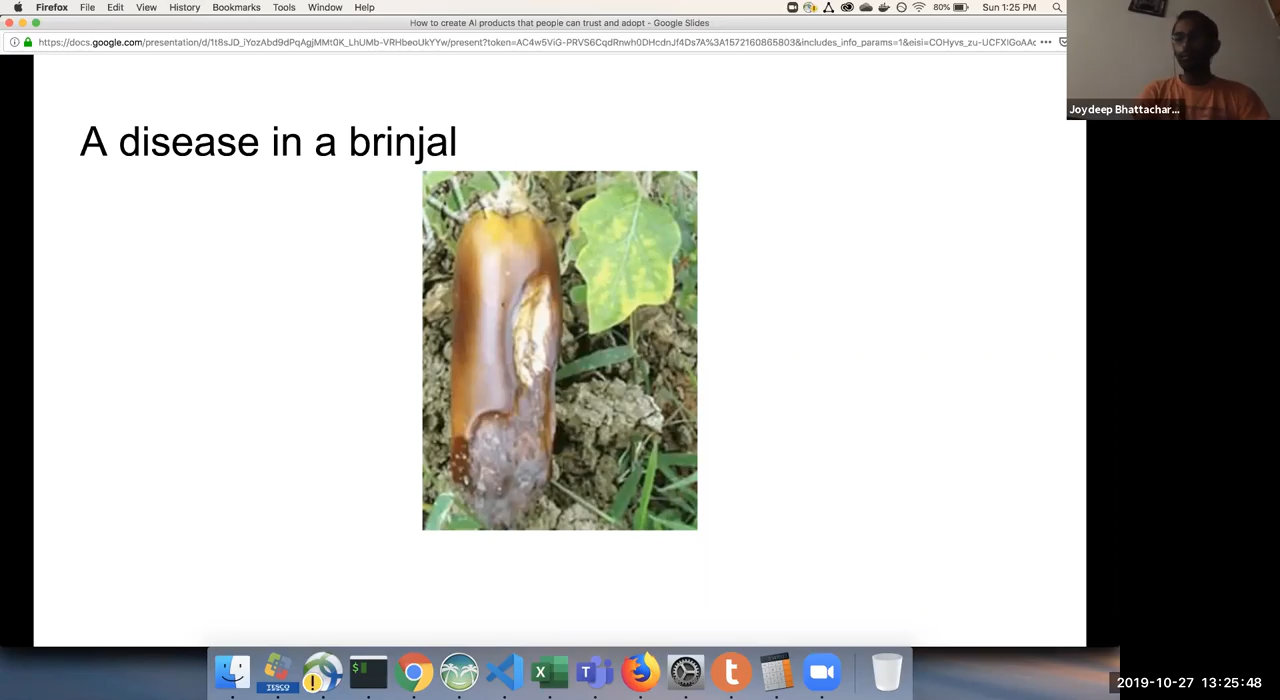 Firefox File Edit View History Bookmarks Tools Window Help 80% Sun 1:25 PM
How to create AI products that people can trust and adopt - Google Slides
https://docs.google.com/presentation/d/1t8sJD_iYozAbd9dPqAgjMMt0K_LhUMb-VRHbeoUkYYw/present?token=AC4w5ViG-PRVS6CqdRnwh0DHcdnJf4Ds7A%3A1572160865803&includes_info_params=1&eisi=COHyvs_zu-UCFXIGoAAc
Joydeep Bhattachar...
A disease in a brinjal
TESCO
2019-10-27 13:25:48